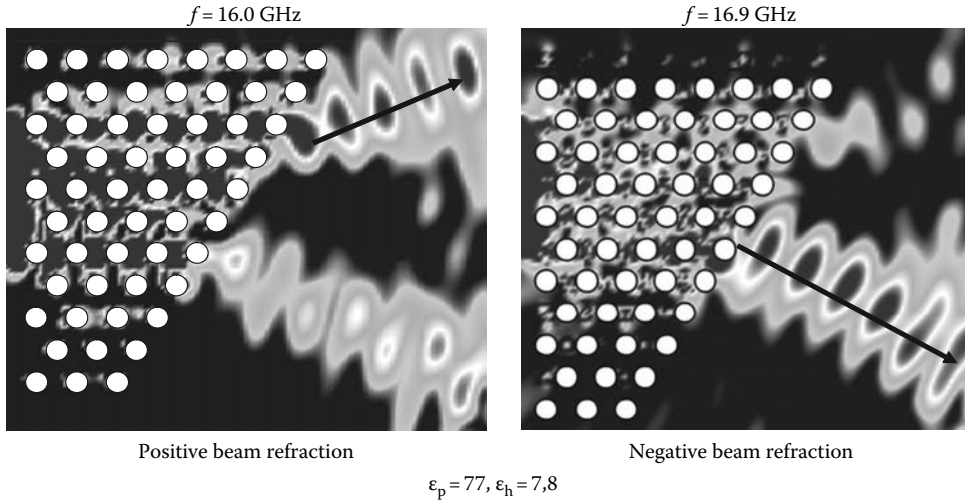 f = 16.0 GHz
f = 16.9 GHz
Positive beam refraction
Negative beam refraction
εp = 77, εh = 7,8